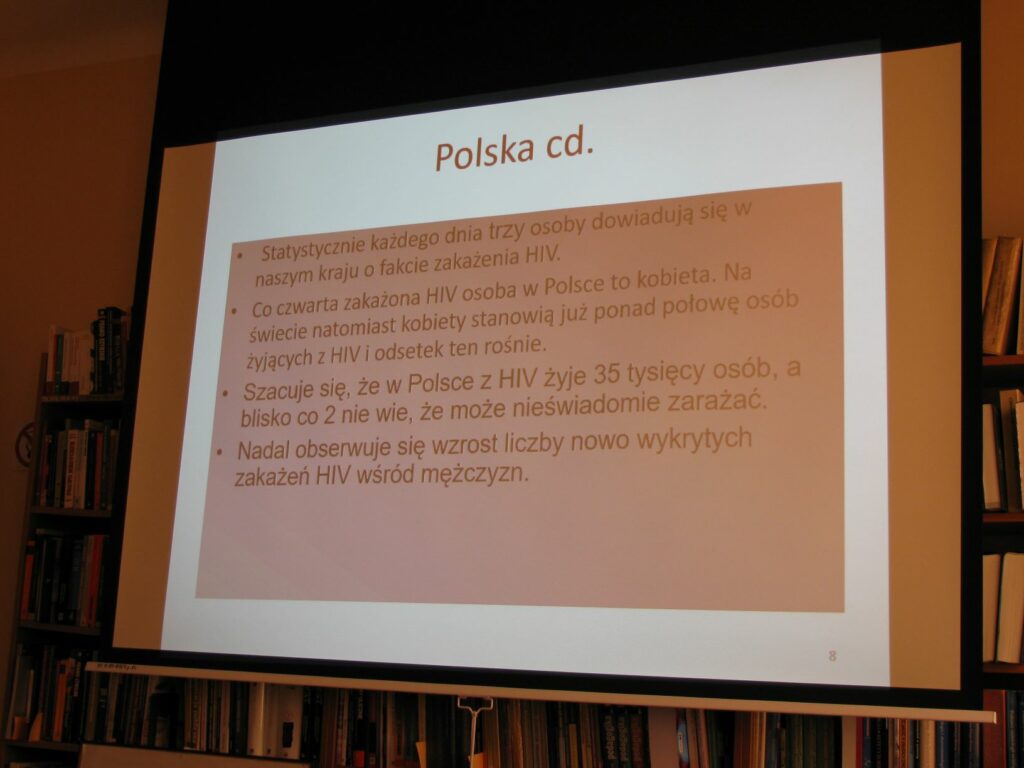 Polska cd.
• Statystycznie każdego dnia trzy osoby dowiadują się w
naszym kraju o fakcie zakażenia HIV.
• Co czwarta zakażona HIV osoba w Polsce to kobieta. Na
świecie natomiast kobiety stanowią już ponad połowę osób
żyjących z HIV i odsetek ten rośnie.
• Szacuje się, że w Polsce z HIV żyje 35 tysięcy osób, a
blisko co 2 nie wie, że może nieświadomie zarażać.
• Nadal obserwuje się wzrost liczby nowo wykrytych
zakażeń HIV wśród mężczyzn.
8